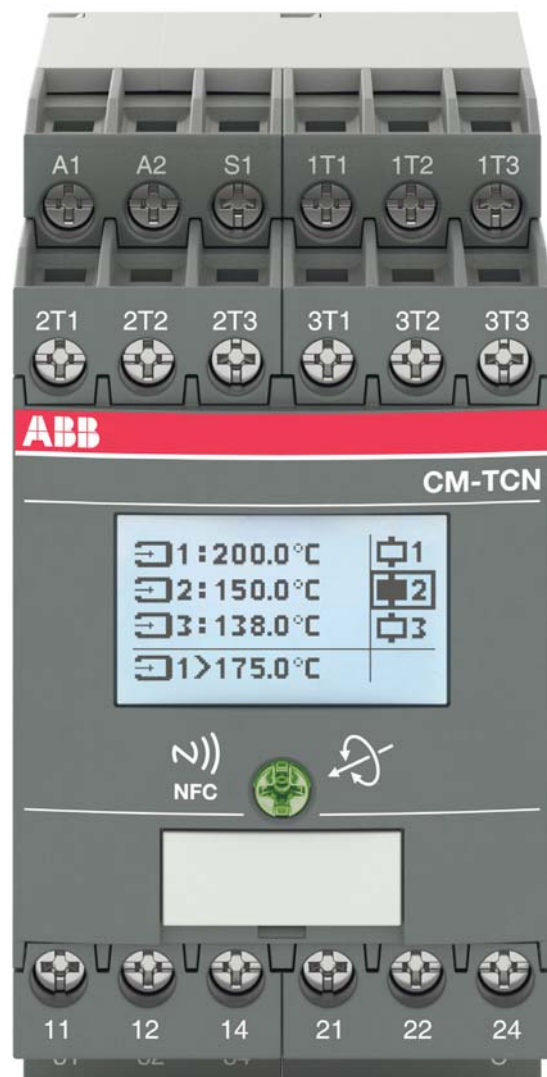 A1 A2 S1 1T1 1T2 1T3
2T1 2T2 2T3 3T1 3T2 3T3
ABB
CM-TCN
1:200.0°C 1
2:150.0°C 2
3:138.0°C 3
1>175.0°C
NFC
11 12 14 21 22 24